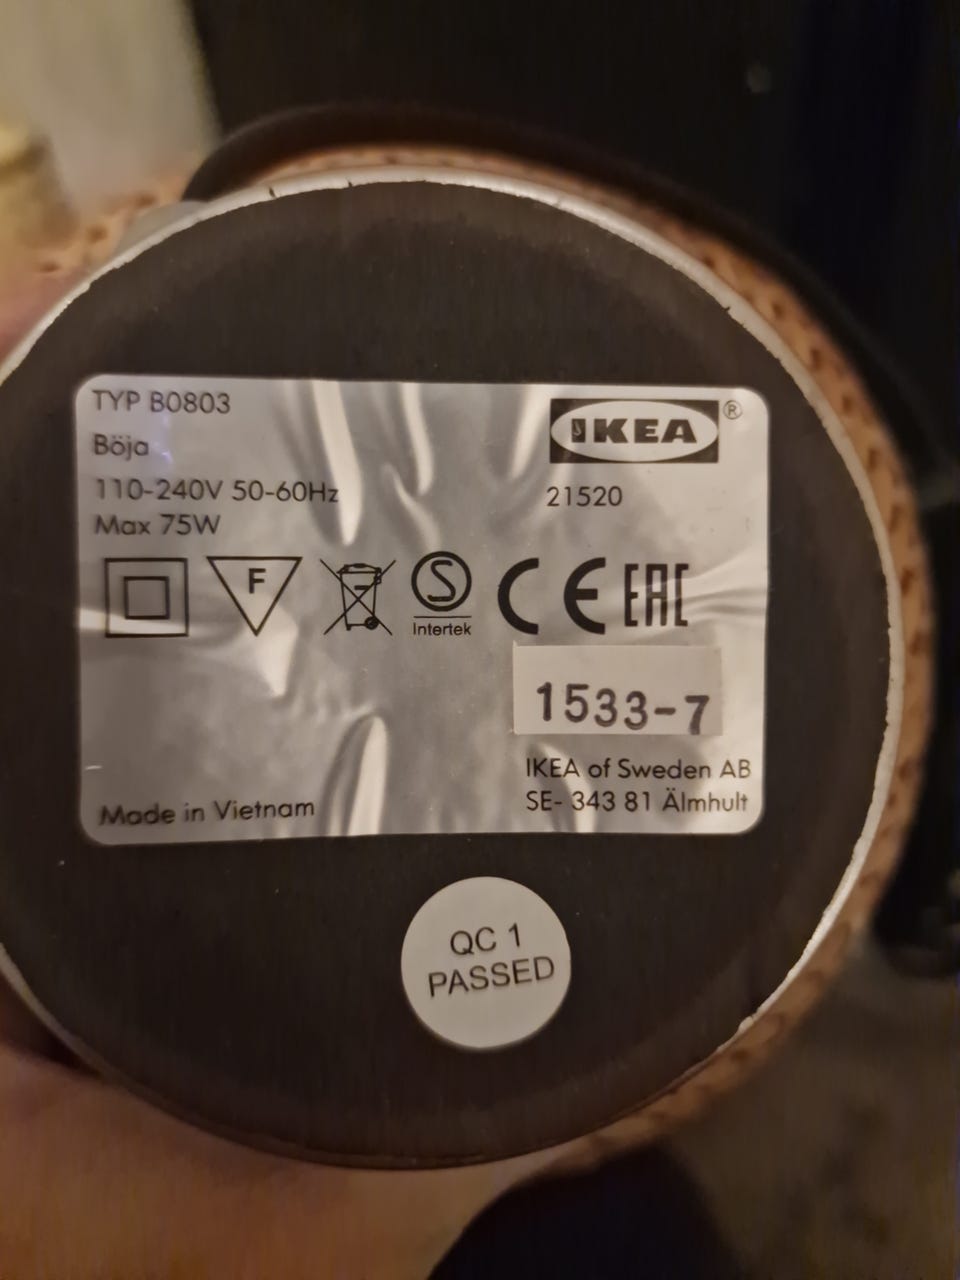 TYP B0803
Böja
110-240V 50-60Hz
Max 75W
IKEA®
21520
F
S
Intertek
CE
EAC
1533-7
IKEA of Sweden AB
SE- 343 81 Älmhult
Made in Vietnam
QC 1
PASSED